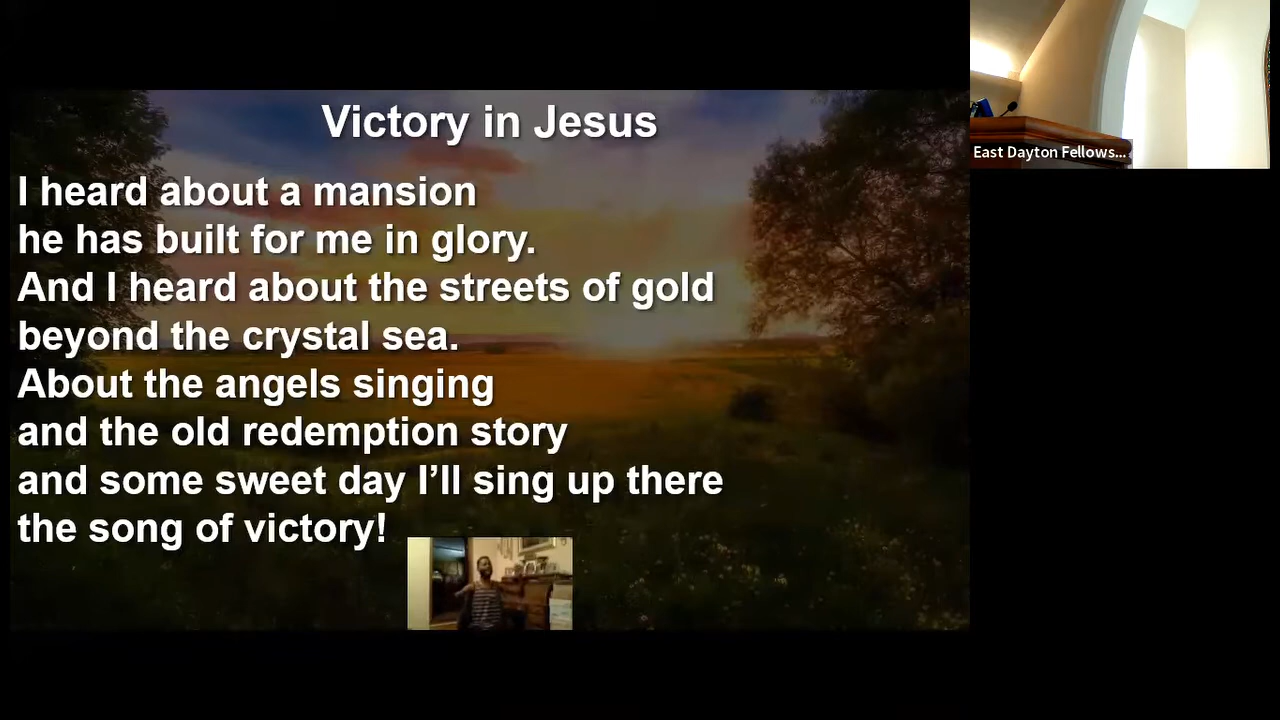 Victory in Jesus
I heard about a mansion
he has built for me in glory.
And I heard about the streets of gold
beyond the crystal sea.
About the angels singing
and the old redemption story
and some sweet day I’ll sing up there
the song of victory!
East Dayton Fellows...